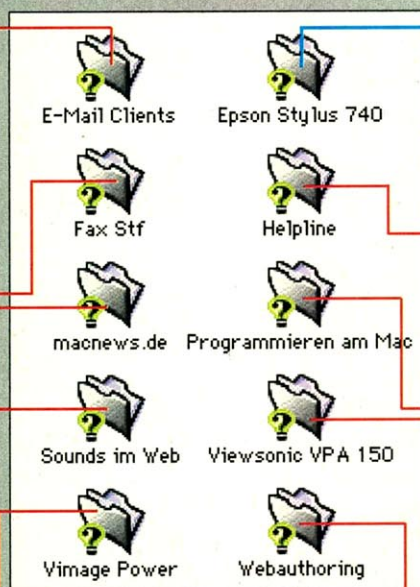 E-Mail Clients
Epson Stylus 740
Fax Stf
Helpline
macnews.de
Programmieren am Mac
Sounds im Web
Viewsonic VPA 150
Vimage Power
Webauthoring